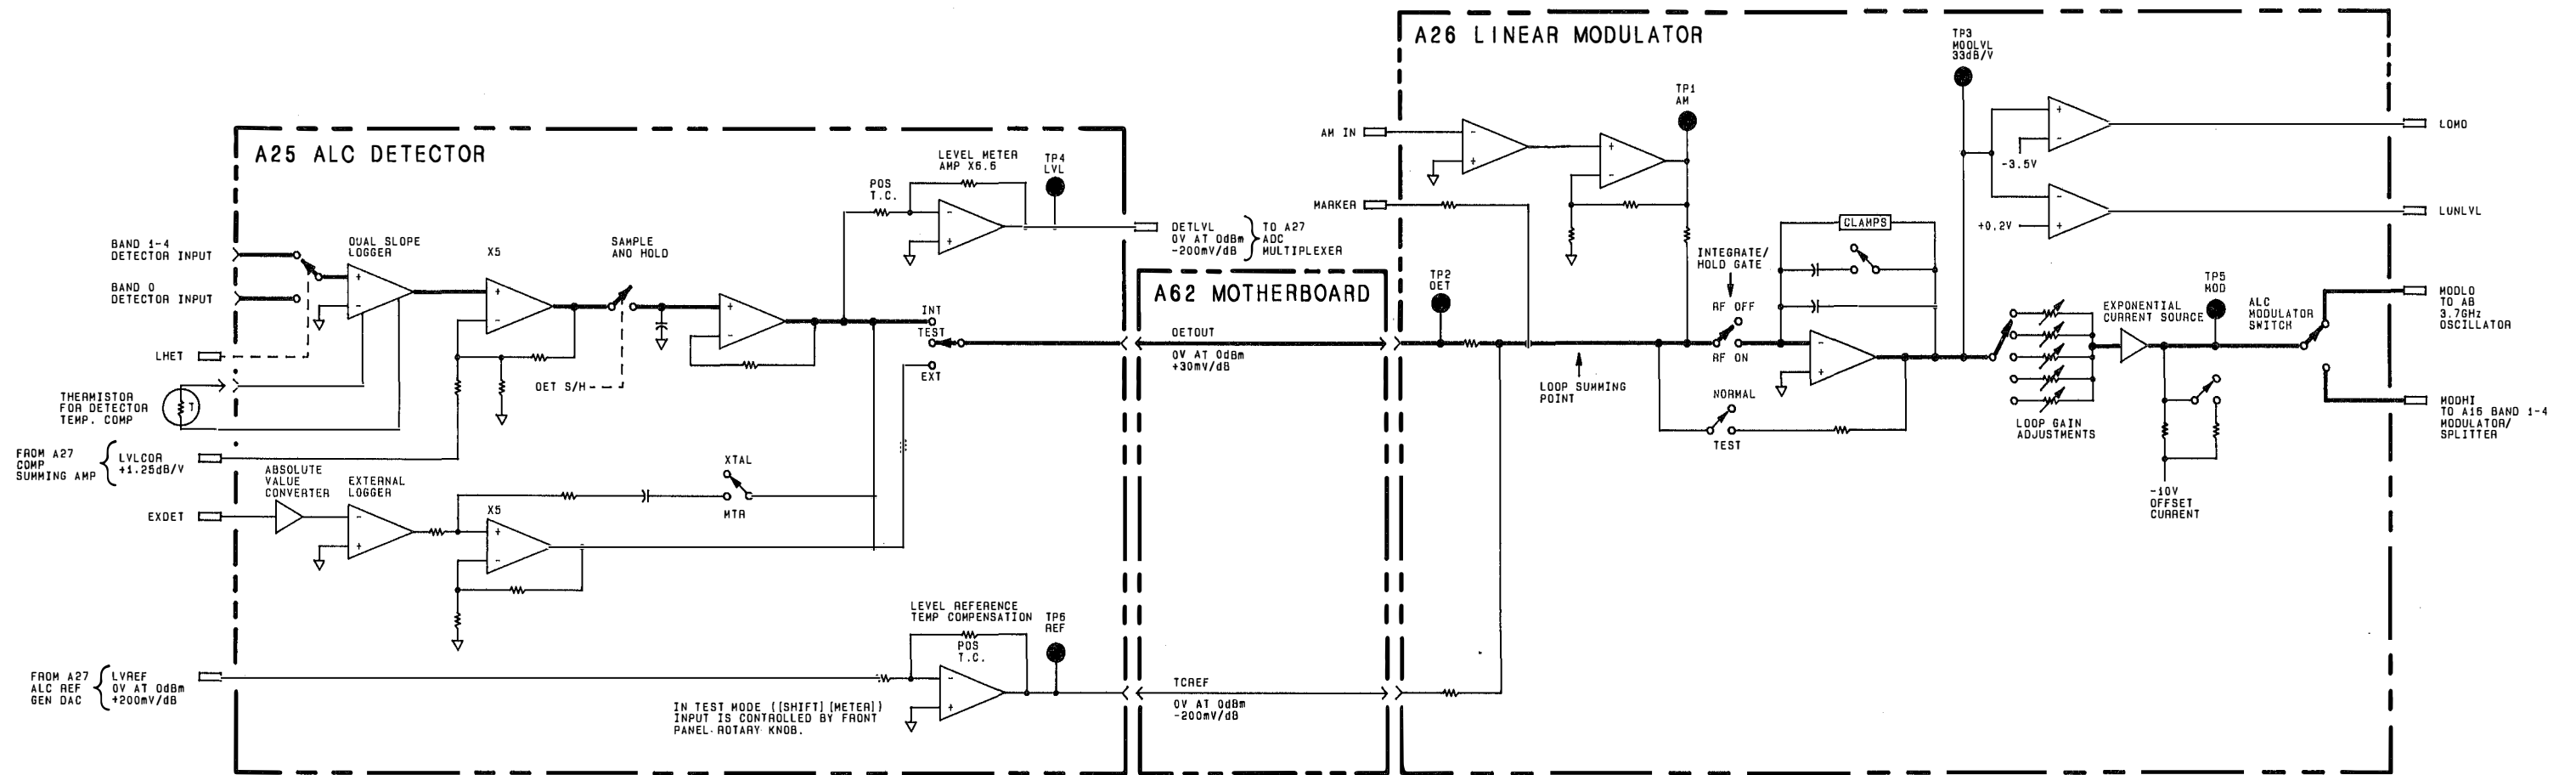 A25 ALC DETECTOR
BAND 1-4
DETECTOR INPUT
BAND 0
DETECTOR INPUT
LHET
THERMISTOR
FOR DETECTOR
TEMP. COMP
T
FROM A27
COMP
SUMMING AMP
LVLCOR
+1.25dB/V
EXDET
FROM A27
ALC REF
GEN DAC
LVREF
0V AT 0dBm
+200mV/dB
DUAL SLOPE
LOGGER
+
-
X5
+
-
SAMPLE
AND HOLD
DET S/H
+
-
POS
T.C.
LEVEL METER
AMP X6.6
-
+
TP4
LVL
DETLVL
0V AT 0dBm
-200mV/dB
TO A27
ADC
MULTIPLEXER
INT
TEST
EXT
ABSOLUTE
VALUE
CONVERTER
EXTERNAL
LOGGER
-
+
X5
+
-
XTAL
MTR
LEVEL REFERENCE
TEMP COMPENSATION
POS
T.C.
-
+
TP6
REF
IN TEST MODE ([SHIFT] [METER])
INPUT IS CONTROLLED BY FRONT
PANEL ROTARY KNOB.
A62 MOTHERBOARD
DETOUT
0V AT 0dBm
+30mV/dB
TCREF
0V AT 0dBm
-200mV/dB
A26 LINEAR MODULATOR
AM IN
MARKER
-
+
+
-
TP1
AM
TP2
DET
LOOP SUMMING
POINT
INTEGRATE/
HOLD GATE
RF OFF
RF ON
NORMAL
TEST
CLAMPS
-
+
TP3
MODLVL
33dB/V
+
-
-3.5V
-
+
+0.2V
LOOP GAIN
ADJUSTMENTS
EXPONENTIAL
CURRENT SOURCE
TP5
MOD
-10V
OFFSET
CURRENT
ALC
MODULATOR
SWITCH
LOMO
LUNLVL
MODLO
TO A8
3.7GHz
OSCILLATOR
MODHI
TO A16 BAND 1-4
MODULATOR/
SPLITTER